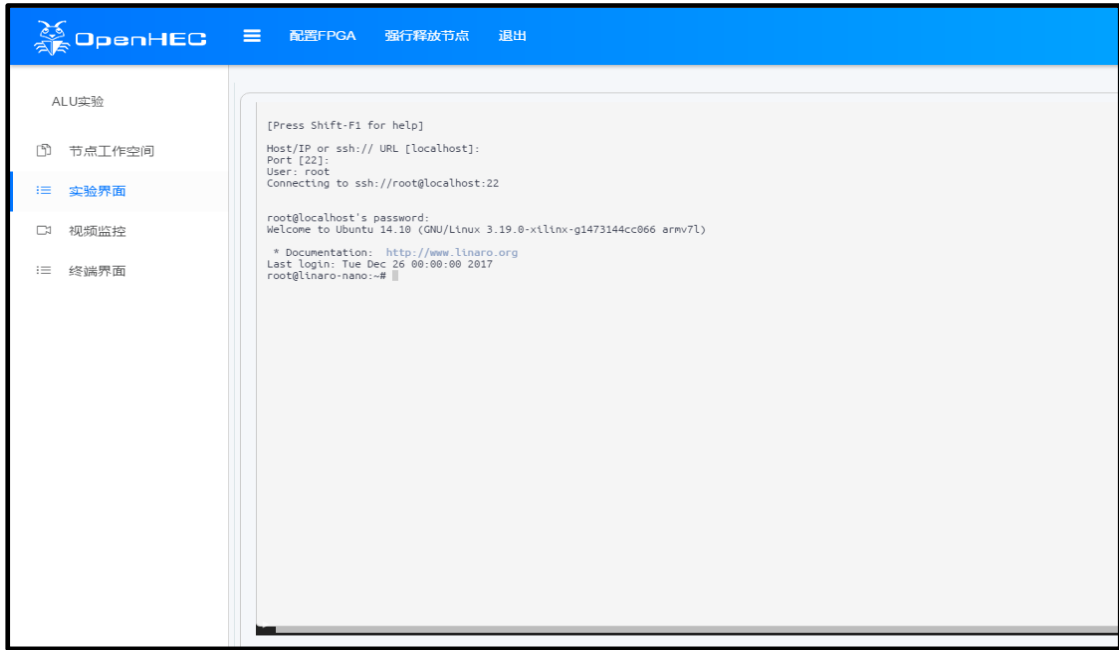 OpenHEC
配置FPGA 强行释放节点 退出
ALU实验
节点工作空间
实验界面
视频监控
终端界面
[Press Shift-F1 for help]
Host/IP or ssh:// URL [localhost]:
Port [22]:
User: root
Connecting to ssh://root@localhost:22
root@localhost's password:
Welcome to Ubuntu 14.10 (GNU/Linux 3.19.0-xilinx-g1473144cc066 armv7l)
* Documentation: http://www.linaro.org
Last login: Tue Dec 26 00:00:00 2017
root@linaro-nano:~#